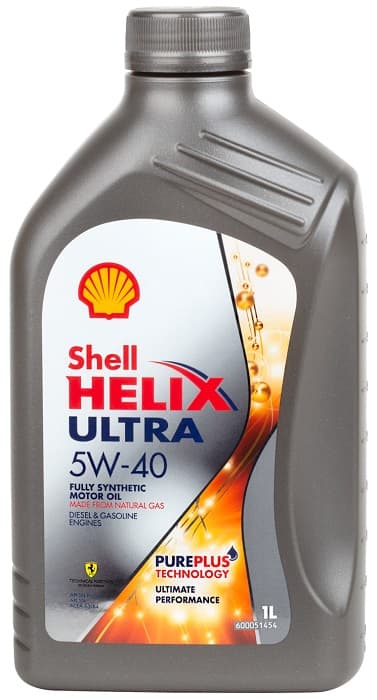 Shell
HELIX
ULTRA
5W-40
FULLY SYNTHETIC
MOTOR OIL
MADE FROM NATURAL GAS
DIESEL & GASOLINE
ENGINES
PUREPLUS
TECHNOLOGY
ULTIMATE
PERFORMANCE
1L
600051454